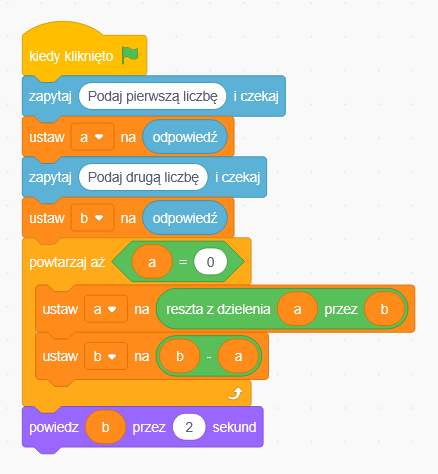 kiedy kliknięto
zapytaj Podaj pierwszą liczbę i czekaj
ustaw a na odpowiedź
zapytaj Podaj drugą liczbę i czekaj
ustaw b na odpowiedź
powtarzaj aż a = 0
ustaw a na reszta z dzielenia a przez b
ustaw b na b - a
powiedz b przez 2 sekund